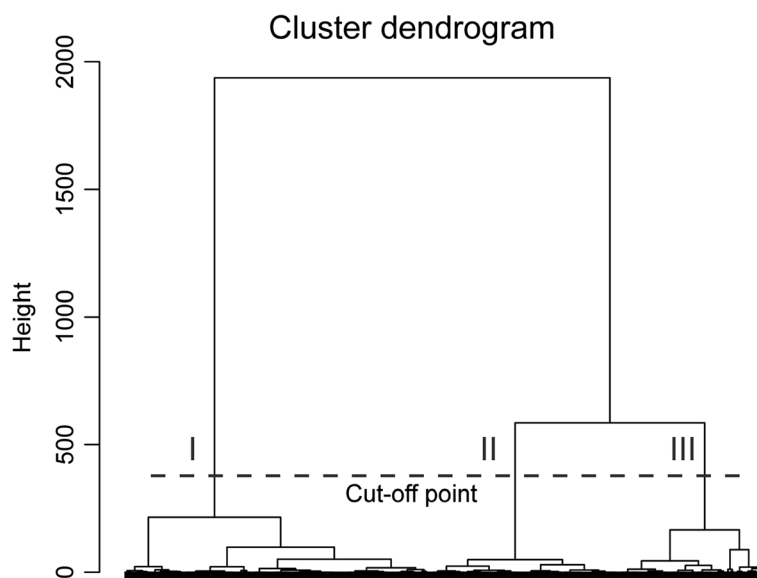 Cluster dendrogram
2000
1500
1000
500
0
Height
I II III
Cut-off point